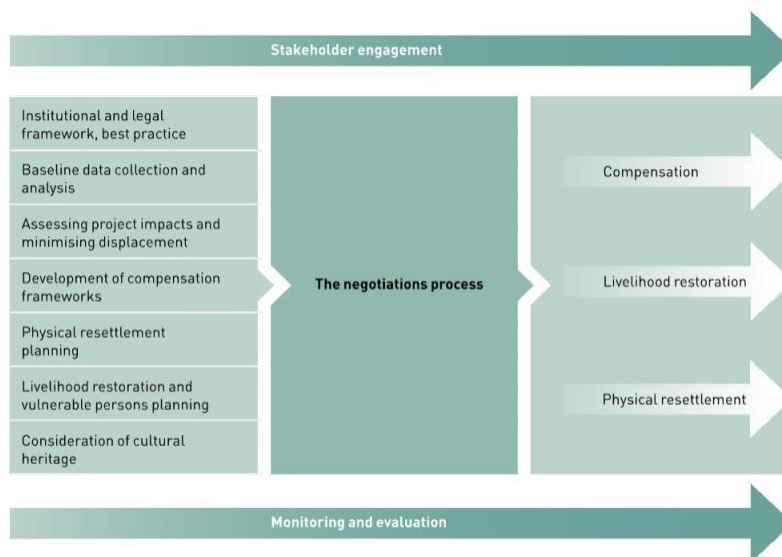 Stakeholder engagement
Institutional and legal
framework, best practice
Baseline data collection and
analysis
Assessing project impacts and
minimising displacement
Development of compensation
frameworks
Physical resettlement
planning
Livelihood restoration and
vulnerable persons planning
Consideration of cultural
heritage
The negotiations process
Compensation
Livelihood restoration
Physical resettlement
Monitoring and evaluation